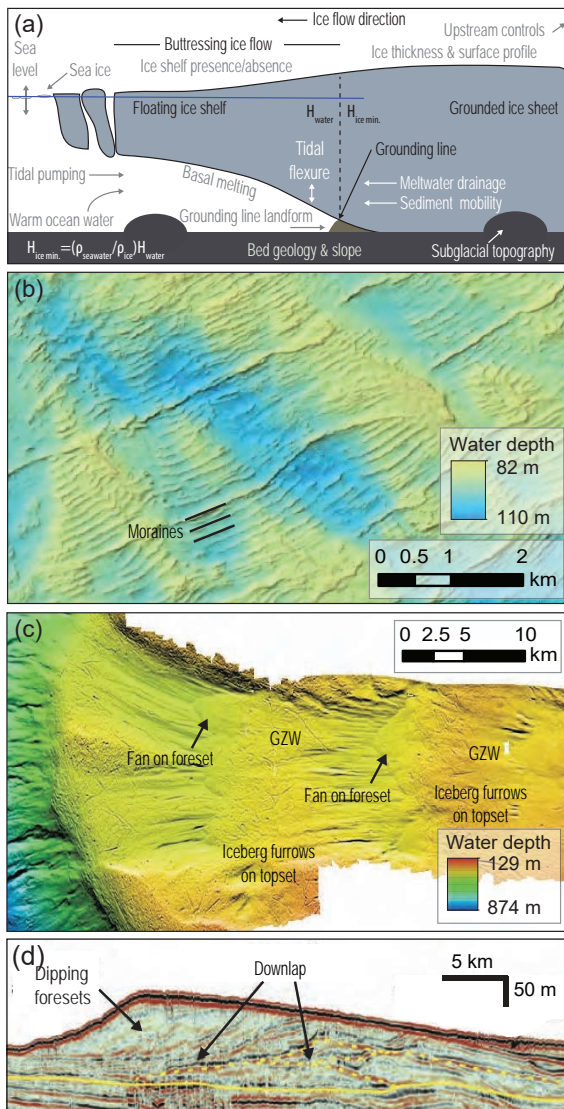 (a)
Ice flow direction
Upstream controls
Ice thickness & surface profile
Sea
level
Sea ice
Buttressing ice flow
Ice shelf presence/absence
Floating ice shelf
H water
H ice min.
Grounded ice sheet
Tidal
flexure
Grounding line
Tidal pumping
Basal melting
Meltwater drainage
Sediment mobility
Warm ocean water
Grounding line landform
H ice min.=(ρ seawater/ρ ice)H water
Bed geology & slope
Subglacial topography
(b)
Moraines
Water depth
82 m
110 m
0 0.5 1 2
km
(c)
0 2.5 5 10
km
GZW
Fan on foreset
GZW
Fan on foreset
Iceberg furrows
on topset
Iceberg furrows
on topset
Water depth
129 m
874 m
(d)
Dipping
foresets
Downlap
5 km
50 m